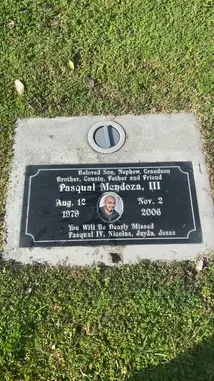 Beloved Son, Nephew, Grandson
Brother, Cousin, Father and Friend
Pasqual Mendoza, III
Aug. 12 Nov. 2
1979 2006
You Will Be Dearly Missed
Pasqual IV, Nicolas, Jayda, Jesse